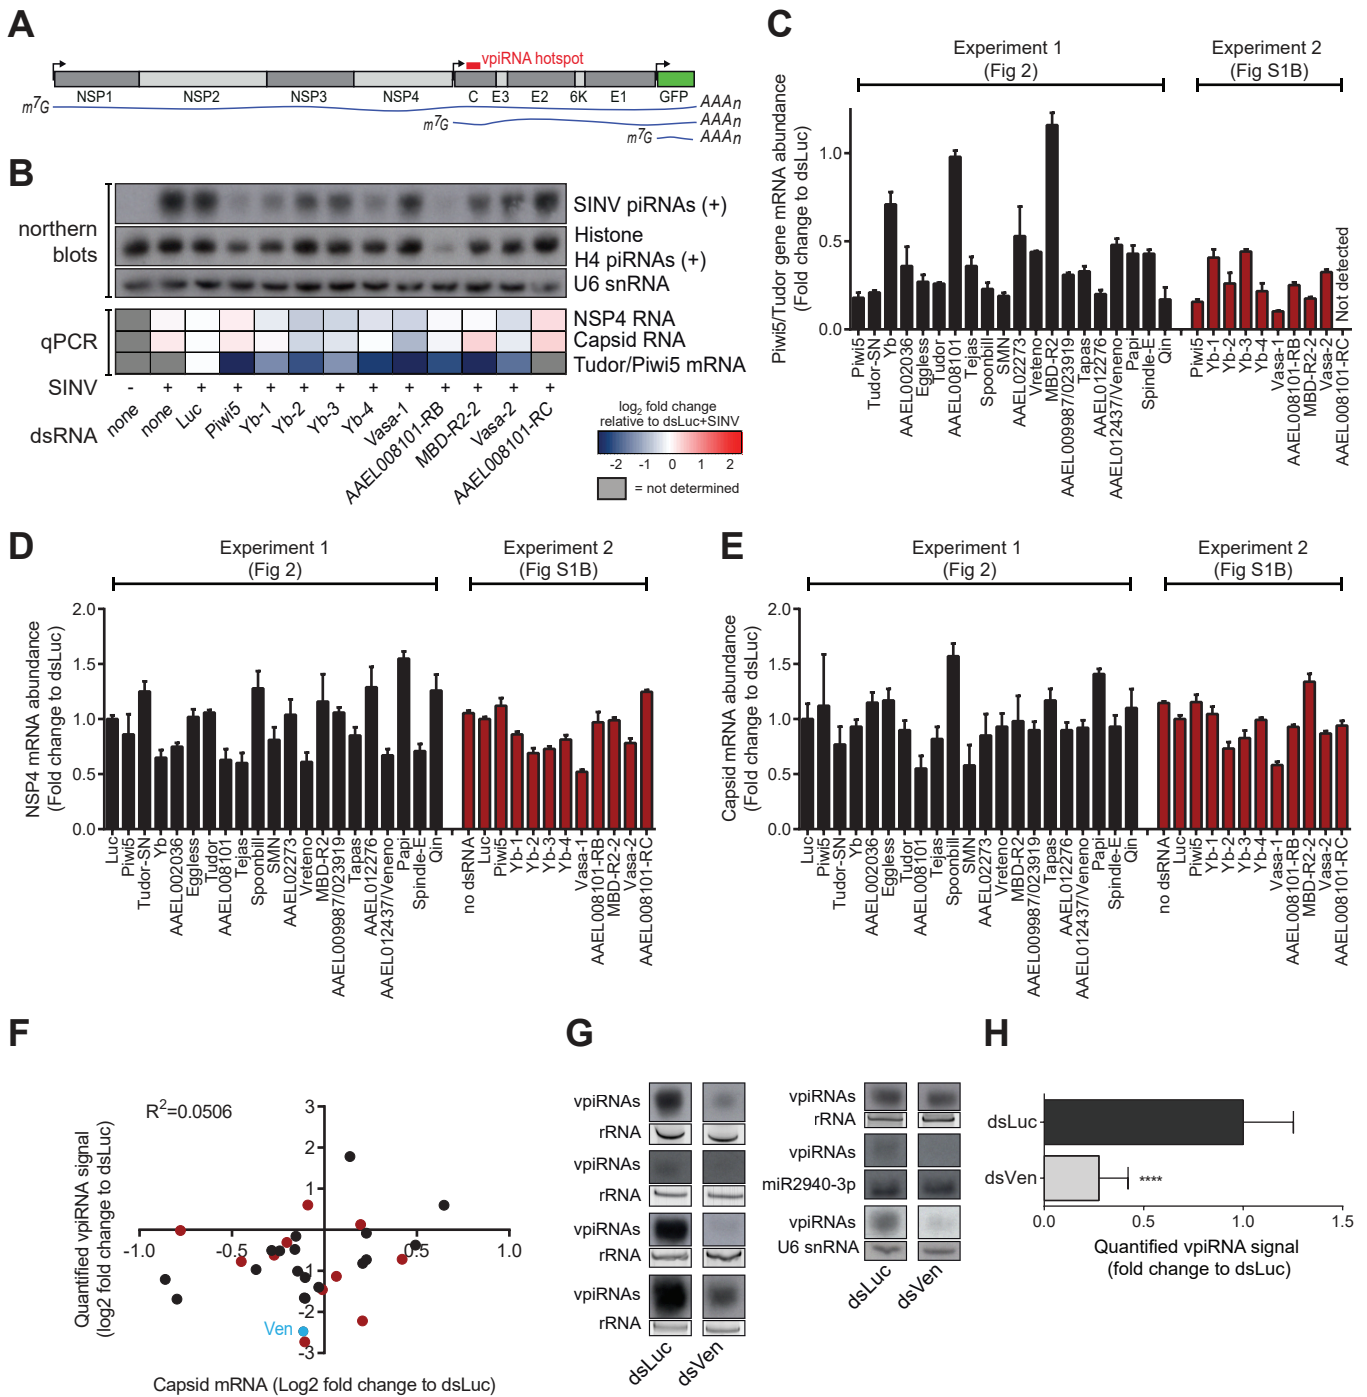 A
vpiRNA hotspot
NSP1 NSP2 NSP3 NSP4 C E3 E2 6K E1 GFP
m7G AAAn
m7G AAAn
m7G AAAn
B
northern blots
SINV piRNAs (+)
Histone H4 piRNAs (+)
U6 snRNA
qPCR
NSP4 RNA
Capsid RNA
Tudor/Piwi5 mRNA
SINV - + + + + + + + + + + + +
dsRNA none none Luc Piwi5 Yb-1 Yb-2 Yb-3 Yb-4 Vasa-1 AAEL008101-RB MBD-R2-2 Vasa-2 AAEL008101-RC
log2 fold change
relative to dsLuc+SINV
-2 -1 0 1 2
= not determined
C
Experiment 1
(Fig 2)
Experiment 2
(Fig S1B)
Piwi5/Tudor gene mRNA abundance
(Fold change to dsLuc)
1.0
0.5
0.0
Not detected
Piwi5 Tudor-SN Yb AAEL002036 Eggless Tudor AAEL008101 Tejas Spoonbill SMN AAEL022273 Vreteno MBD-R2 AAEL009987/023919 Tapas AAEL012276 AAEL012437/Veneno Papi Spindle-E Qin
Piwi5 Yb-1 Yb-2 Yb-3 Yb-4 Vasa-1 AAEL008101-RB MBD-R2-2 Vasa-2 AAEL008101-RC
D
Experiment 1
(Fig 2)
Experiment 2
(Fig S1B)
NSP4 mRNA abundance
(Fold change to dsLuc)
2.0
1.5
1.0
0.5
0.0
Luc Piwi5 Tudor-SN Yb AAEL002036 Eggless Tudor AAEL008101 Tejas Spoonbill SMN AAEL02273 Vreteno MBD-R2 AAEL009987/023919 Tapas AAEL012276 AAEL012437/Veneno Papi Spindle-E Qin
no dsRNA Luc Piwi5 Yb-1 Yb-2 Yb-3 Yb-4 Vasa-1 AAEL008101-RB MBD-R2-2 Vasa-2 AAEL008101-RC
E
Experiment 1
(Fig 2)
Experiment 2
(Fig S1B)
Capsid mRNA abundance
(Fold change to dsLuc)
2.0
1.5
1.0
0.5
0.0
Luc Piwi5 Tudor-SN Yb AAEL002036 Eggless Tudor AAEL008101 Tejas Spoonbill SMN AAEL02273 Vreteno MBD-R2 AAEL009987/023919 Tapas AAEL012276 AAEL012437/Veneno Papi Spindle-E Qin
no dsRNA Luc Piwi5 Yb-1 Yb-2 Yb-3 Yb-4 Vasa-1 AAEL008101-RB MBD-R2-2 Vasa-2 AAEL008101-RC
F
R2=0.0506
Quantified vpiRNA signal
(log2 fold change to dsLuc)
3
2
1
-1.0 -0.5 0.5 1.0
-1
-2
-3
Ven
Capsid mRNA (Log2 fold change to dsLuc)
G
vpiRNAs
rRNA
vpiRNAs
rRNA
vpiRNAs
rRNA
vpiRNAs
rRNA
dsLuc dsVen
vpiRNAs
rRNA
vpiRNAs
miR2940-3p
vpiRNAs
U6 snRNA
dsLuc dsVen
H
dsLuc
dsVen
****
0.0 0.5 1.0 1.5
Quantified vpiRNA signal
(fold change to dsLuc)